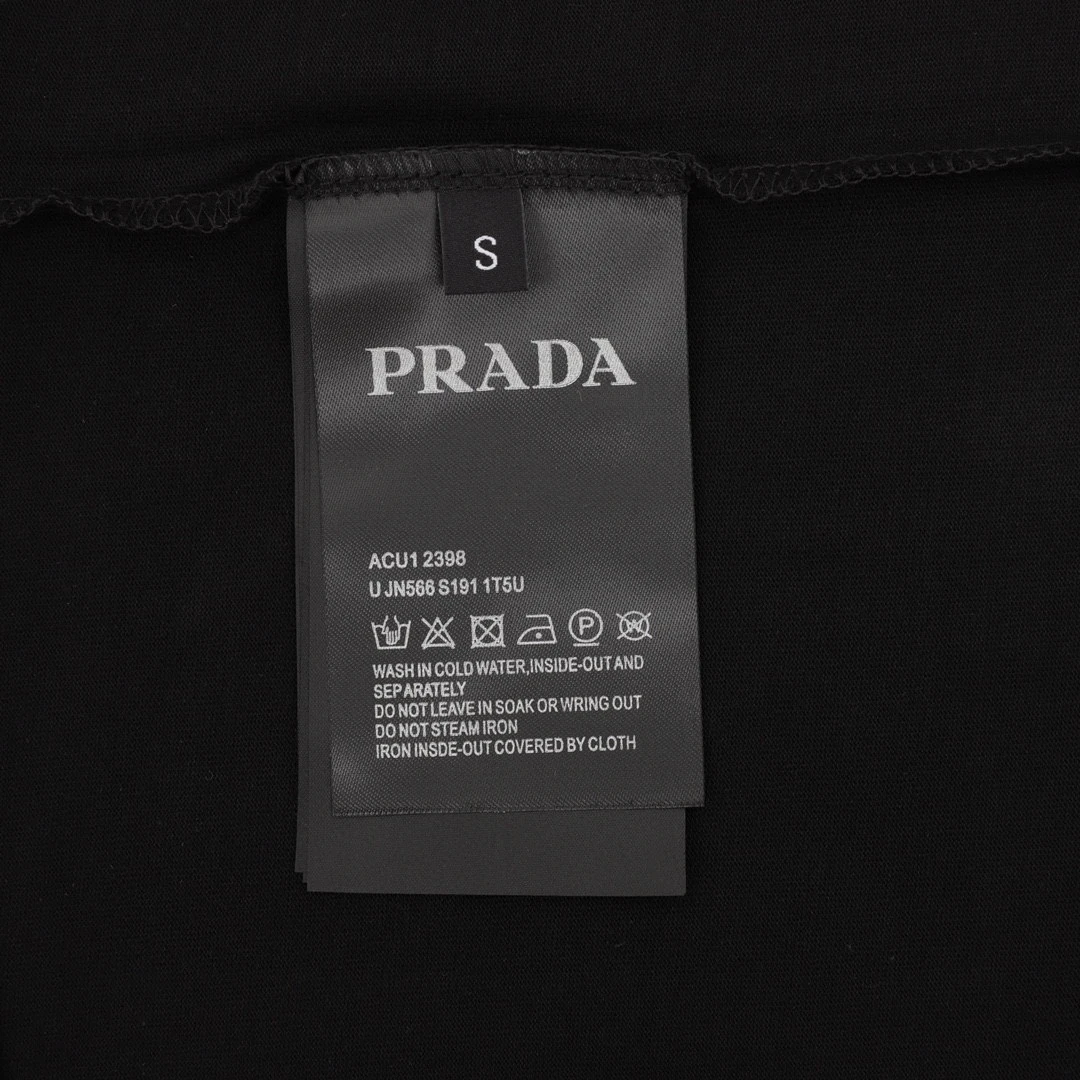 S
PRADA
ACU1 2398
U JN566 S191 1T5U
P
W
WASH IN COLD WATER,INSIDE-OUT AND
SEPARATELY
DO NOT LEAVE IN SOAK OR WRING OUT
DO NOT STEAM IRON
IRON INSDE-OUT COVERED BY CLOTH